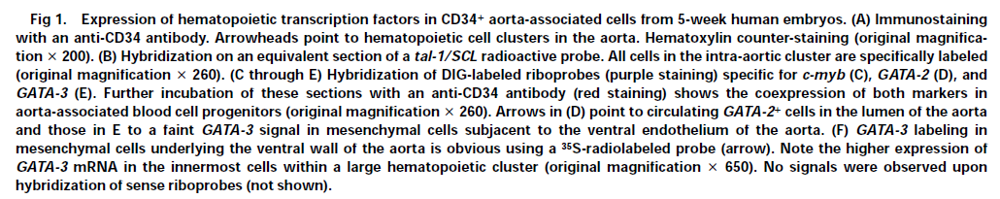 Fig 1. Expression of hematopoietic transcription factors in CD34+ aorta-associated cells from 5-week human embryos. (A) Immunostaining
with an anti-CD34 antibody. Arrowheads point to hematopoietic cell clusters in the aorta. Hematoxylin counter-staining (original magnifica-
tion × 200). (B) Hybridization on an equivalent section of a tal-1/SCL radioactive probe. All cells in the intra-aortic cluster are specifically labeled
(original magnification × 260). (C through E) Hybridization of DIG-labeled riboprobes (purple staining) specific for c-myb (C), GATA-2 (D), and
GATA-3 (E). Further incubation of these sections with an anti-CD34 antibody (red staining) shows the coexpression of both markers in
aorta-associated blood cell progenitors (original magnification × 260). Arrows in (D) point to circulating GATA-2+ cells in the lumen of the aorta
and those in E to a faint GATA-3 signal in mesenchymal cells subjacent to the ventral endothelium of the aorta. (F) GATA-3 labeling in
mesenchymal cells underlying the ventral wall of the aorta is obvious using a 35S-radiolabeled probe (arrow). Note the higher expression of
GATA-3 mRNA in the innermost cells within a large hematopoietic cluster (original magnification × 650). No signals were observed upon
hybridization of sense riboprobes (not shown).